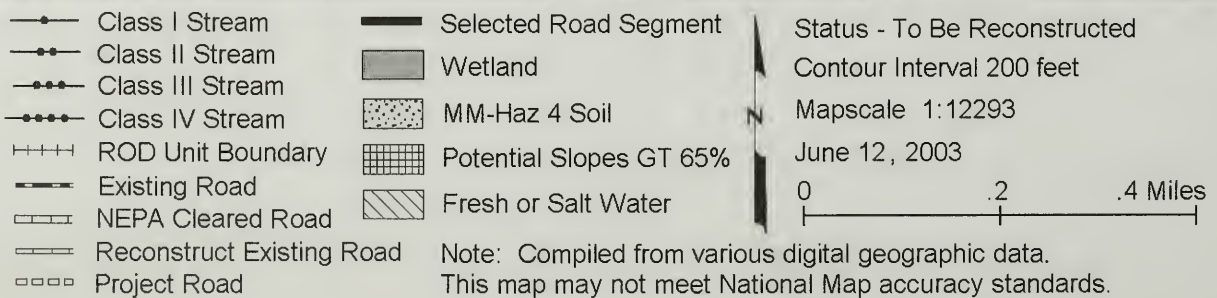 Class I Stream
Class II Stream
Class III Stream
Class IV Stream
ROD Unit Boundary
Existing Road
NEPA Cleared Road
Reconstruct Existing Road
Project Road
Selected Road Segment
Wetland
MM-Haz 4 Soil
Potential Slopes GT 65%
Fresh or Salt Water
N
Status - To Be Reconstructed
Contour Interval 200 feet
Mapscale 1:12293
June 12, 2003
0 .2 .4 Miles
Note: Compiled from various digital geographic data.
This map may not meet National Map accuracy standards.